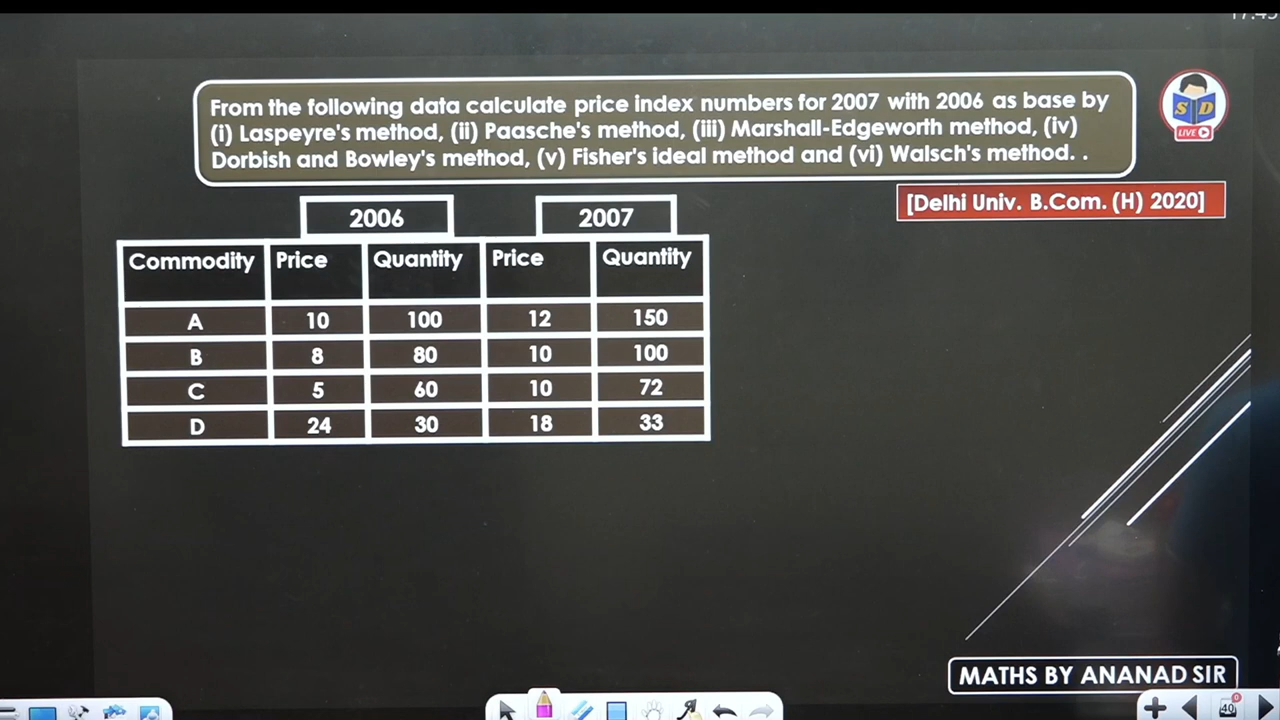 From the following data calculate price index numbers for 2007 with 2006 as base by
(i) Laspeyre's method, (ii) Paasche's method, (iii) Marshall-Edgeworth method, (iv)
Dorbish and Bowley's method, (v) Fisher's ideal method and (vi) Walsch's method. .
S D
LIVE
[Delhi Univ. B.Com. (H) 2020]
2006 2007
Commodity Price Quantity Price Quantity
A 10 100 12 150
B 8 80 10 100
C 5 60 10 72
D 24 30 18 33
MATHS BY ANANAD SIR
40